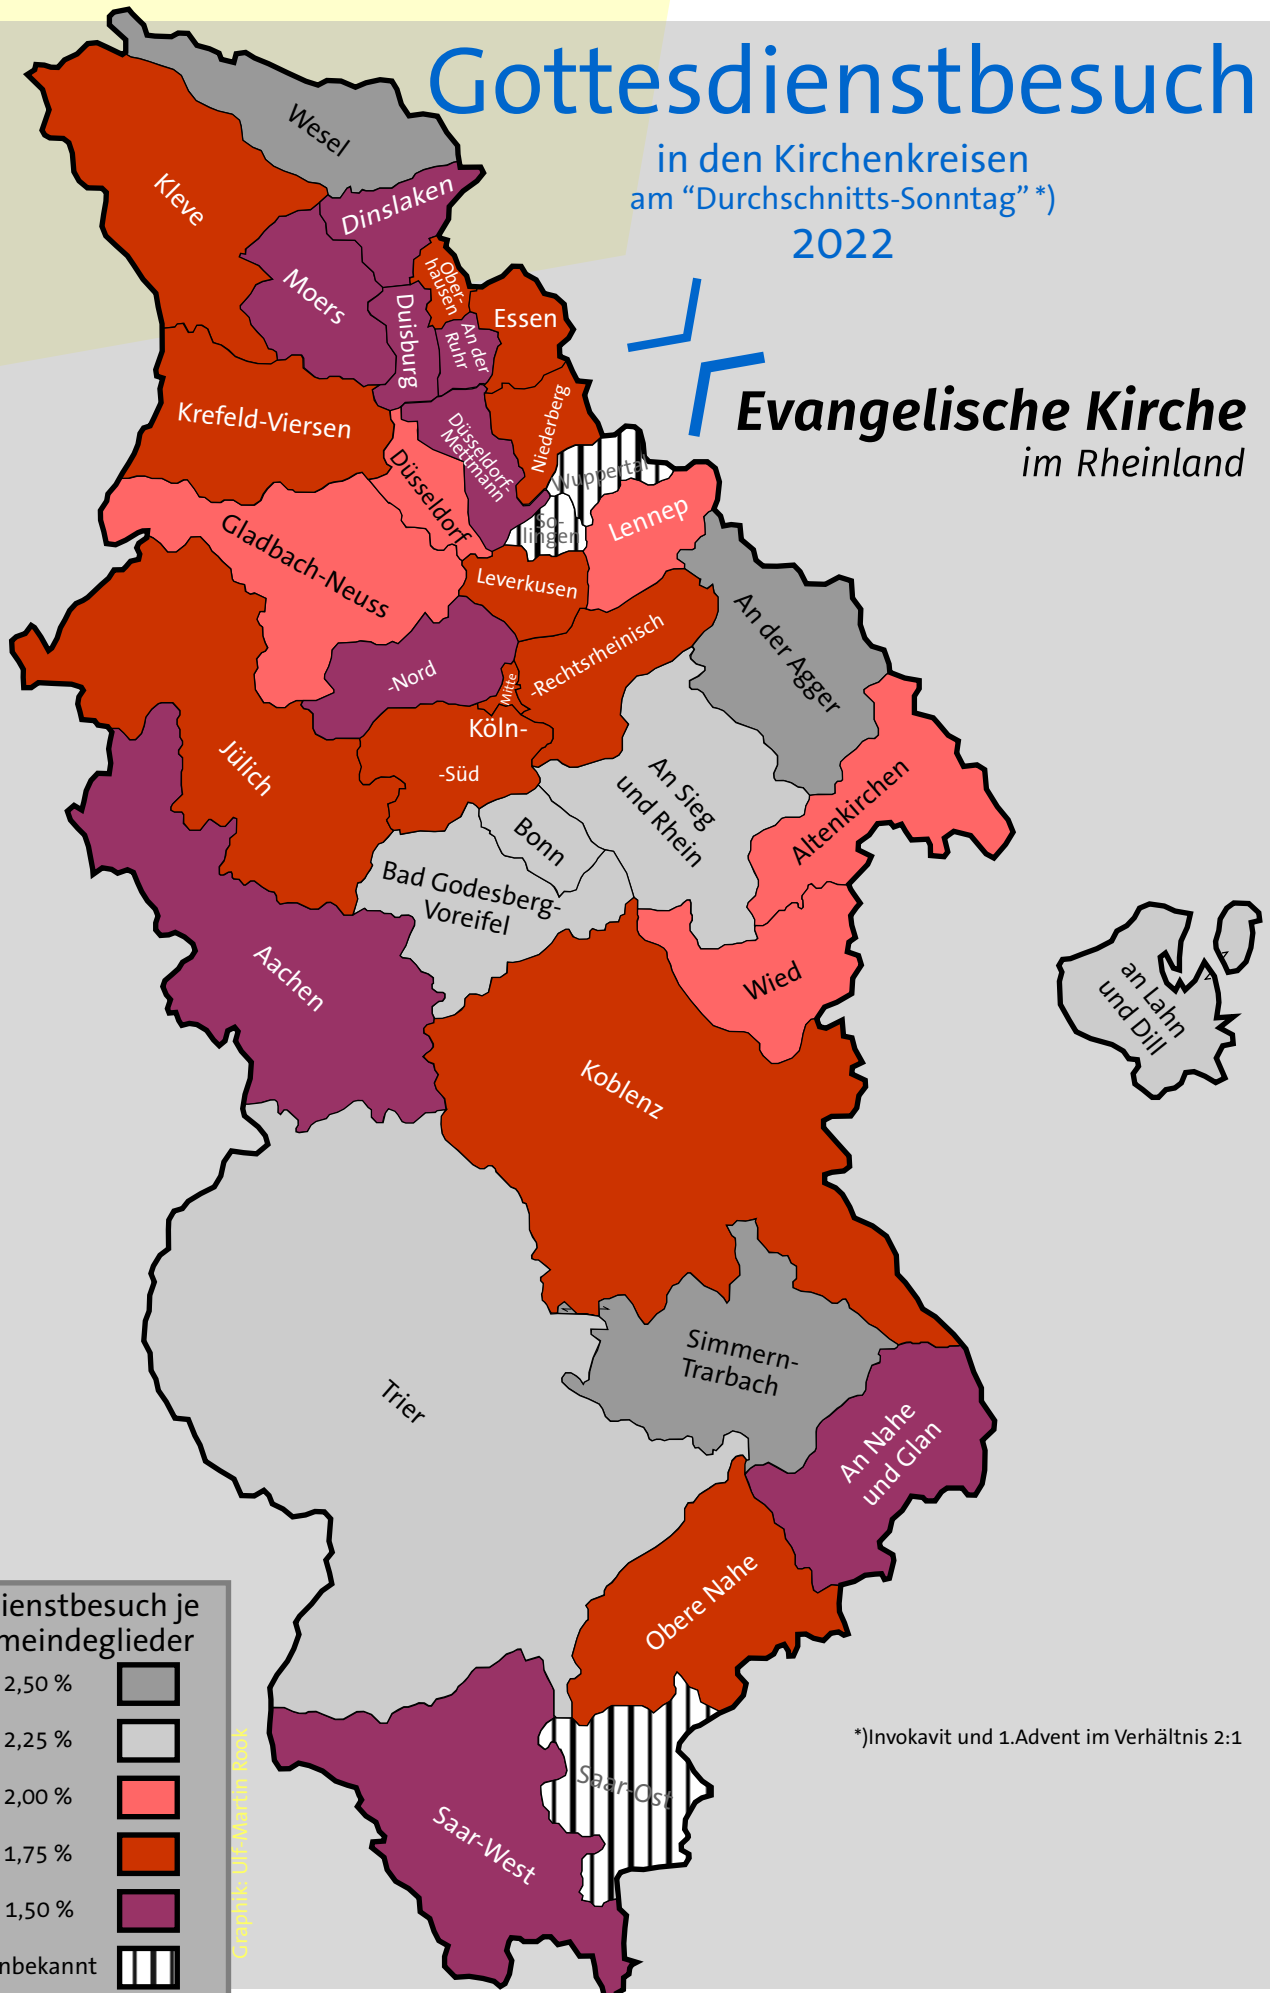 Gottesdienstbesuch
in den Kirchenkreisen
am “Durchschnitts-Sonntag” *)
2022
Evangelische Kirche
im Rheinland
Wesel
Kleve
Dinslaken
Moers
Ober-
hausen
Duisburg
An der
Ruhr
Essen
Krefeld-Viersen
Düsseldorf-
Mettmann
Niederberg
Düsseldorf
Wuppertal
So-
lingen
Lennep
Gladbach-Neuss
Leverkusen
An der Agger
-Nord
Mitte
-Rechtsrheinisch
Köln-
-Süd
Jülich
An Sieg
und Rhein
Altenkirchen
Bonn
Bad Godesberg-
Voreifel
Aachen
Wied
an Lahn
und Dill
Koblenz
Simmern-
Trarbach
Trier
An Nahe
und Glan
Obere Nahe
Saar-Ost
Saar-West
*)Invokavit und 1.Advent im Verhältnis 2:1
ienstbesuch je
meindeglieder
2,50 %
2,25 %
2,00 %
1,75 %
1,50 %
nbekannt
Graphik: Ulf-Martin Rook